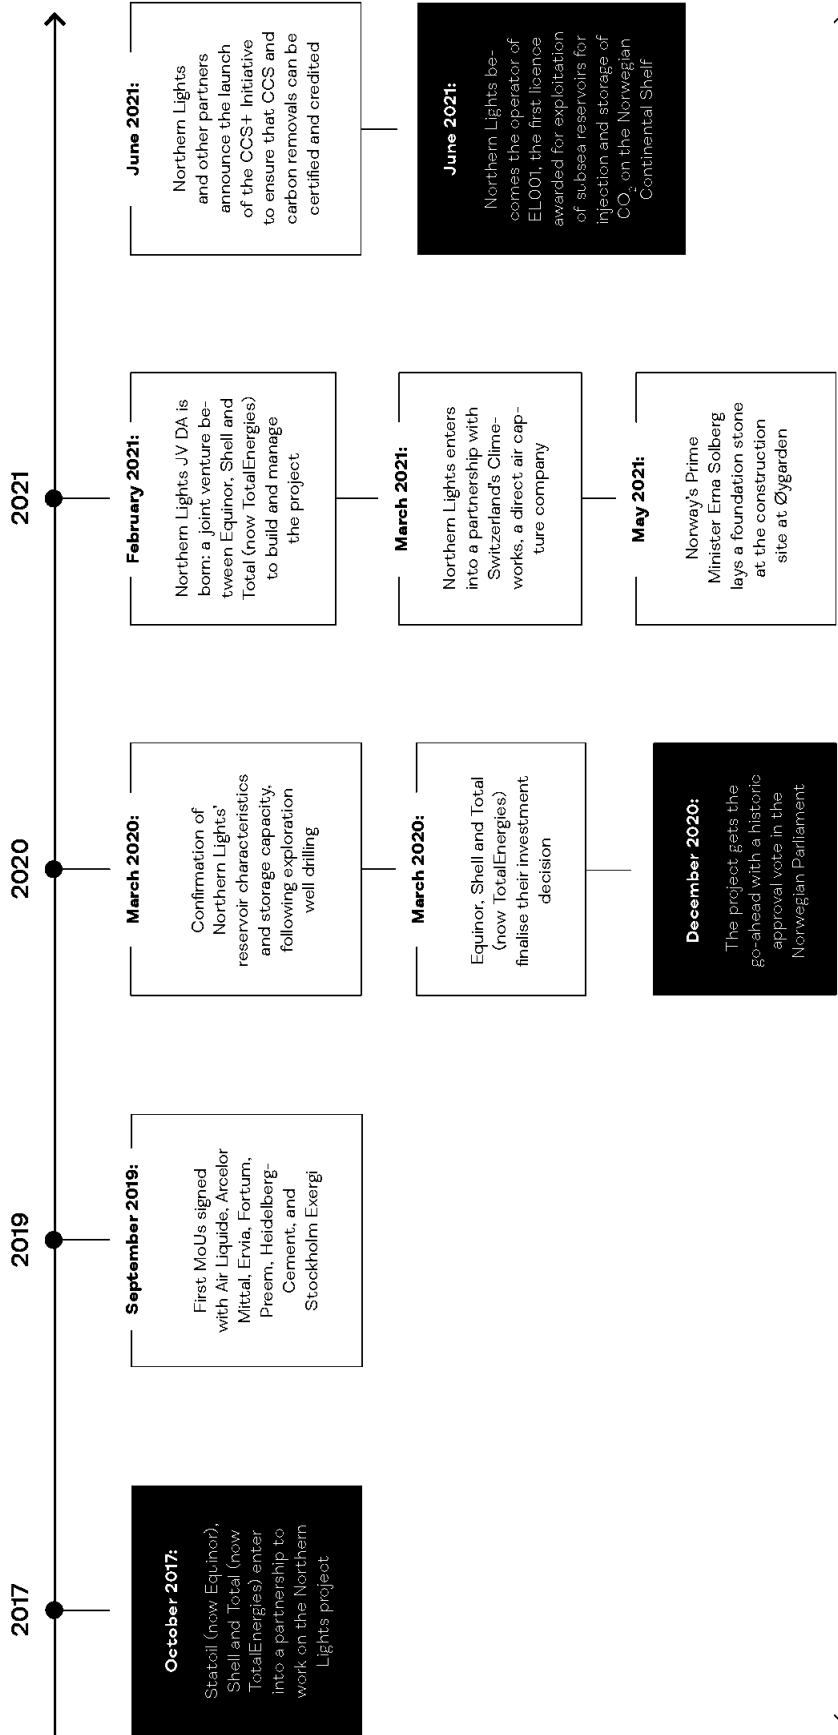 2017
October 2017:
Statoil (now Equinor),
Shell and Total (now
TotalEnergies) enter
into a partnership to
work on the Northern
Lights project
2019
September 2019:
First MoUs signed
with Air Liquide, Arcelor
Mittal, Ervia, Fortum,
Preem, Heidelberg-
Cement, and
Stockholm Exergi
2020
March 2020:
Confirmation of
Northern Lights'
reservoir characteristics
and storage capacity,
following exploration
well drilling
March 2020:
Equinor, Shell and Total
(now TotalEnergies)
finalise their investment
decision
December 2020:
The project gets the
go-ahead with a historic
approval vote in the
Norwegian Parliament
2021
February 2021:
Northern Lights JV DA is
born: a joint venture be-
tween Equinor, Shell and
Total (now TotalEnergies)
to build and manage
the project
March 2021:
Northern Lights enters
into a partnership with
Switzerland's Clime-
works, a direct air cap-
ture company
May 2021:
Norway's Prime
Minister Erna Solberg
lays a foundation stone
at the construction
site at Øygarden
June 2021:
Northern Lights
and other partners
announce the launch
of the CCS+ Initiative
to ensure that CCS and
carbon removals can be
certified and credited
June 2021:
Northern Lights be-
comes the operator of
EL001, the first licence
awarded for exploitation
of subsea reservoirs for
injection and storage of
CO₂ on the Norwegian
Continental Shelf